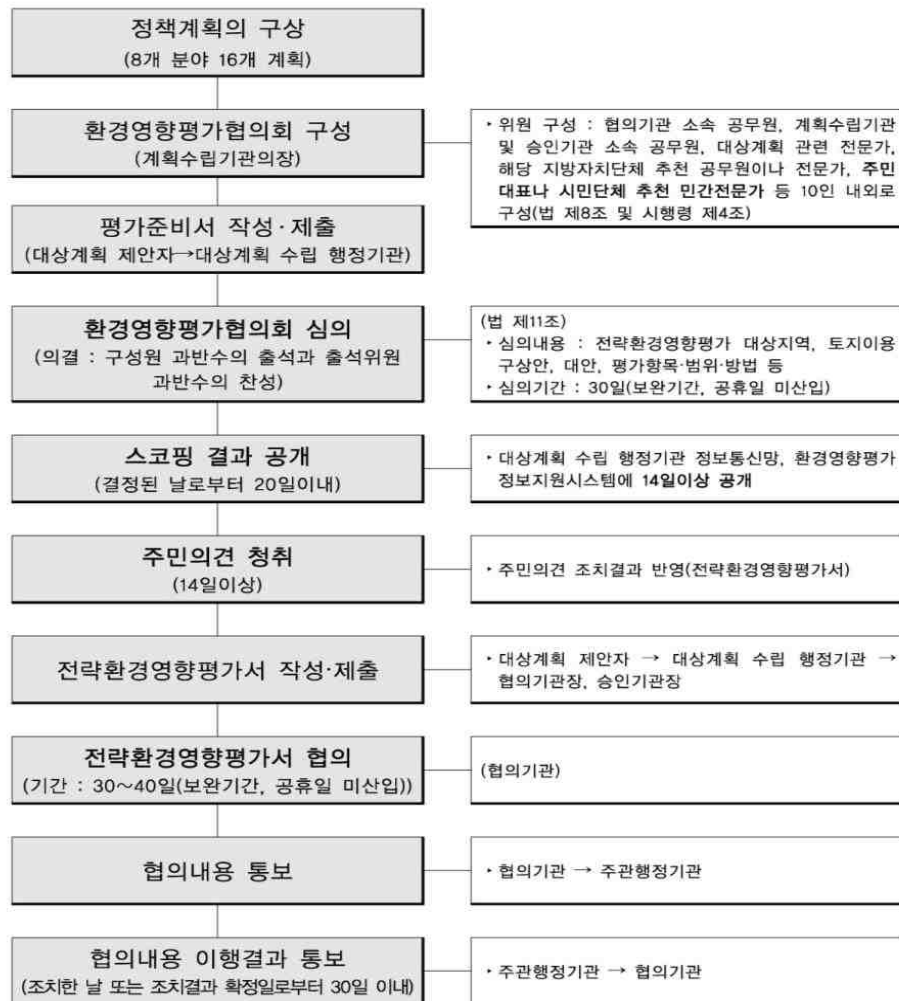 정책계획의 구상
(8개 분야 16개 계획)
환경영향평가협의회 구성
(계획수립기관의장)
‣ 위원 구성 : 협의기관 소속 공무원, 계획수립기관
및 승인기관 소속 공무원, 대상계획 관련 전문가,
해당 지방자치단체 추천 공무원이나 전문가, 주민
대표나 시민단체 추천 민간전문가 등 10인 내외로
구성(법 제8조 및 시행령 제4조)
평가준비서 작성·제출
(대상계획 제안자→대상계획 수립 행정기관)
환경영향평가협의회 심의
(의결 : 구성원 과반수의 출석과 출석위원
과반수의 찬성)
(법 제11조)
‣ 심의내용 : 전략환경영향평가 대상지역, 토지이용
구상안, 대안, 평가항목·범위·방법 등
‣ 심의기간 : 30일(보완기간, 공휴일 미산입)
스코핑 결과 공개
(결정된 날로부터 20일이내)
‣ 대상계획 수립 행정기관 정보통신망, 환경영향평가
정보지원시스템에 14일이상 공개
주민의견 청취
(14일이상)
‣ 주민의견 조치결과 반영(전략환경영향평가서)
전략환경영향평가서 작성·제출
‣ 대상계획 제안자 → 대상계획 수립 행정기관 →
협의기관장, 승인기관장
전략환경영향평가서 협의
(기간 : 30～40일(보완기간, 공휴일 미산입))
(협의기관)
협의내용 통보
‣ 협의기관 → 주관행정기관
협의내용 이행결과 통보
(조치한 날 또는 조치결과 확정일로부터 30일 이내)
‣ 주관행정기관 → 협의기관